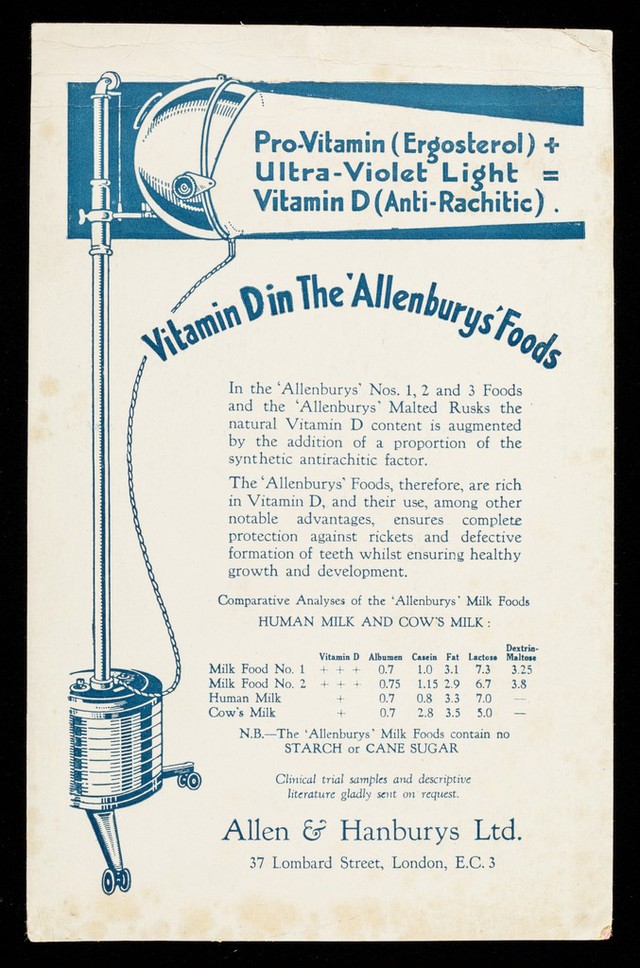 Pro-Vitamin (Ergosterol) +
Ultra-Violet Light =
Vitamin D (Anti-Rachitic) .
Vitamin D in The 'Allenburys' Foods
In the 'Allenburys' Nos. 1, 2 and 3 Foods
and the 'Allenburys' Malted Rusks the
natural Vitamin D content is augmented
by the addition of a proportion of the
synthetic antirachitic factor.
The 'Allenburys' Foods, therefore, are rich
in Vitamin D, and their use, among other
notable advantages, ensures complete
protection against rickets and defective
formation of teeth whilst ensuring healthy
growth and development.
Comparative Analyses of the 'Allenburys' Milk Foods
HUMAN MILK AND COW'S MILK :
Vitamin D Albumen Casein Fat Lactose Dextrin-Maltose
Milk Food No. 1 + + + 0.7 1.0 3.1 7.3 3.25
Milk Food No. 2 + + + 0.75 1.15 2.9 6.7 3.8
Human Milk + 0.7 0.8 3.3 7.0 —
Cow's Milk + 0.7 2.8 3.5 5.0 —
N.B.—The 'Allenburys' Milk Foods contain no
STARCH or CANE SUGAR
Clinical trial samples and descriptive
literature gladly sent on request.
Allen & Hanburys Ltd.
37 Lombard Street, London, E.C. 3